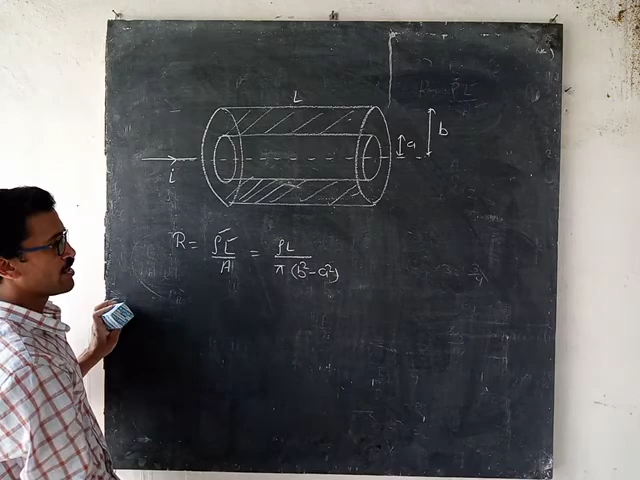 L
b
a
i
R = ρL/A = ρL/π(b²-a²)